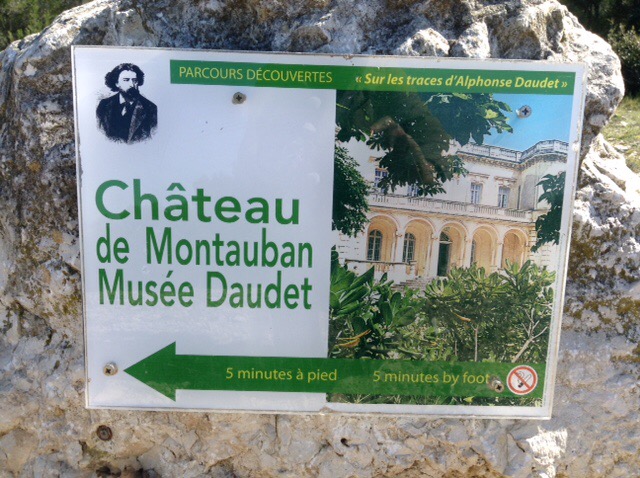 PARCOURS DÉCOUVERTES « Sur les traces d'Alphonse Daudet »
Château
de Montauban
Musée Daudet
5 minutes à pied 5 minutes by foot